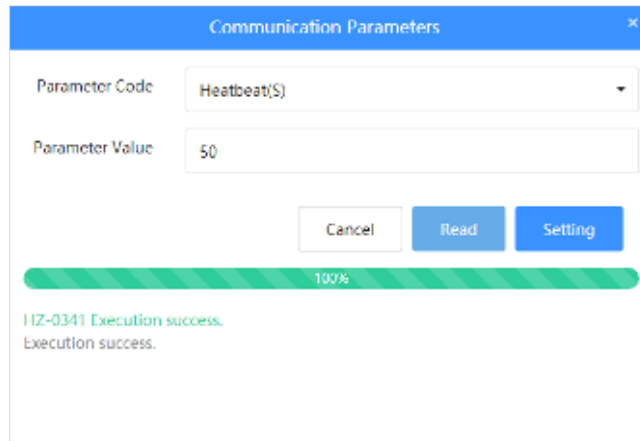 Communication Parameters ×
Parameter Code Heatbeat(S)
Parameter Value 50
Cancel Read Setting
100%
HZ-0341 Execution success.
Execution success.